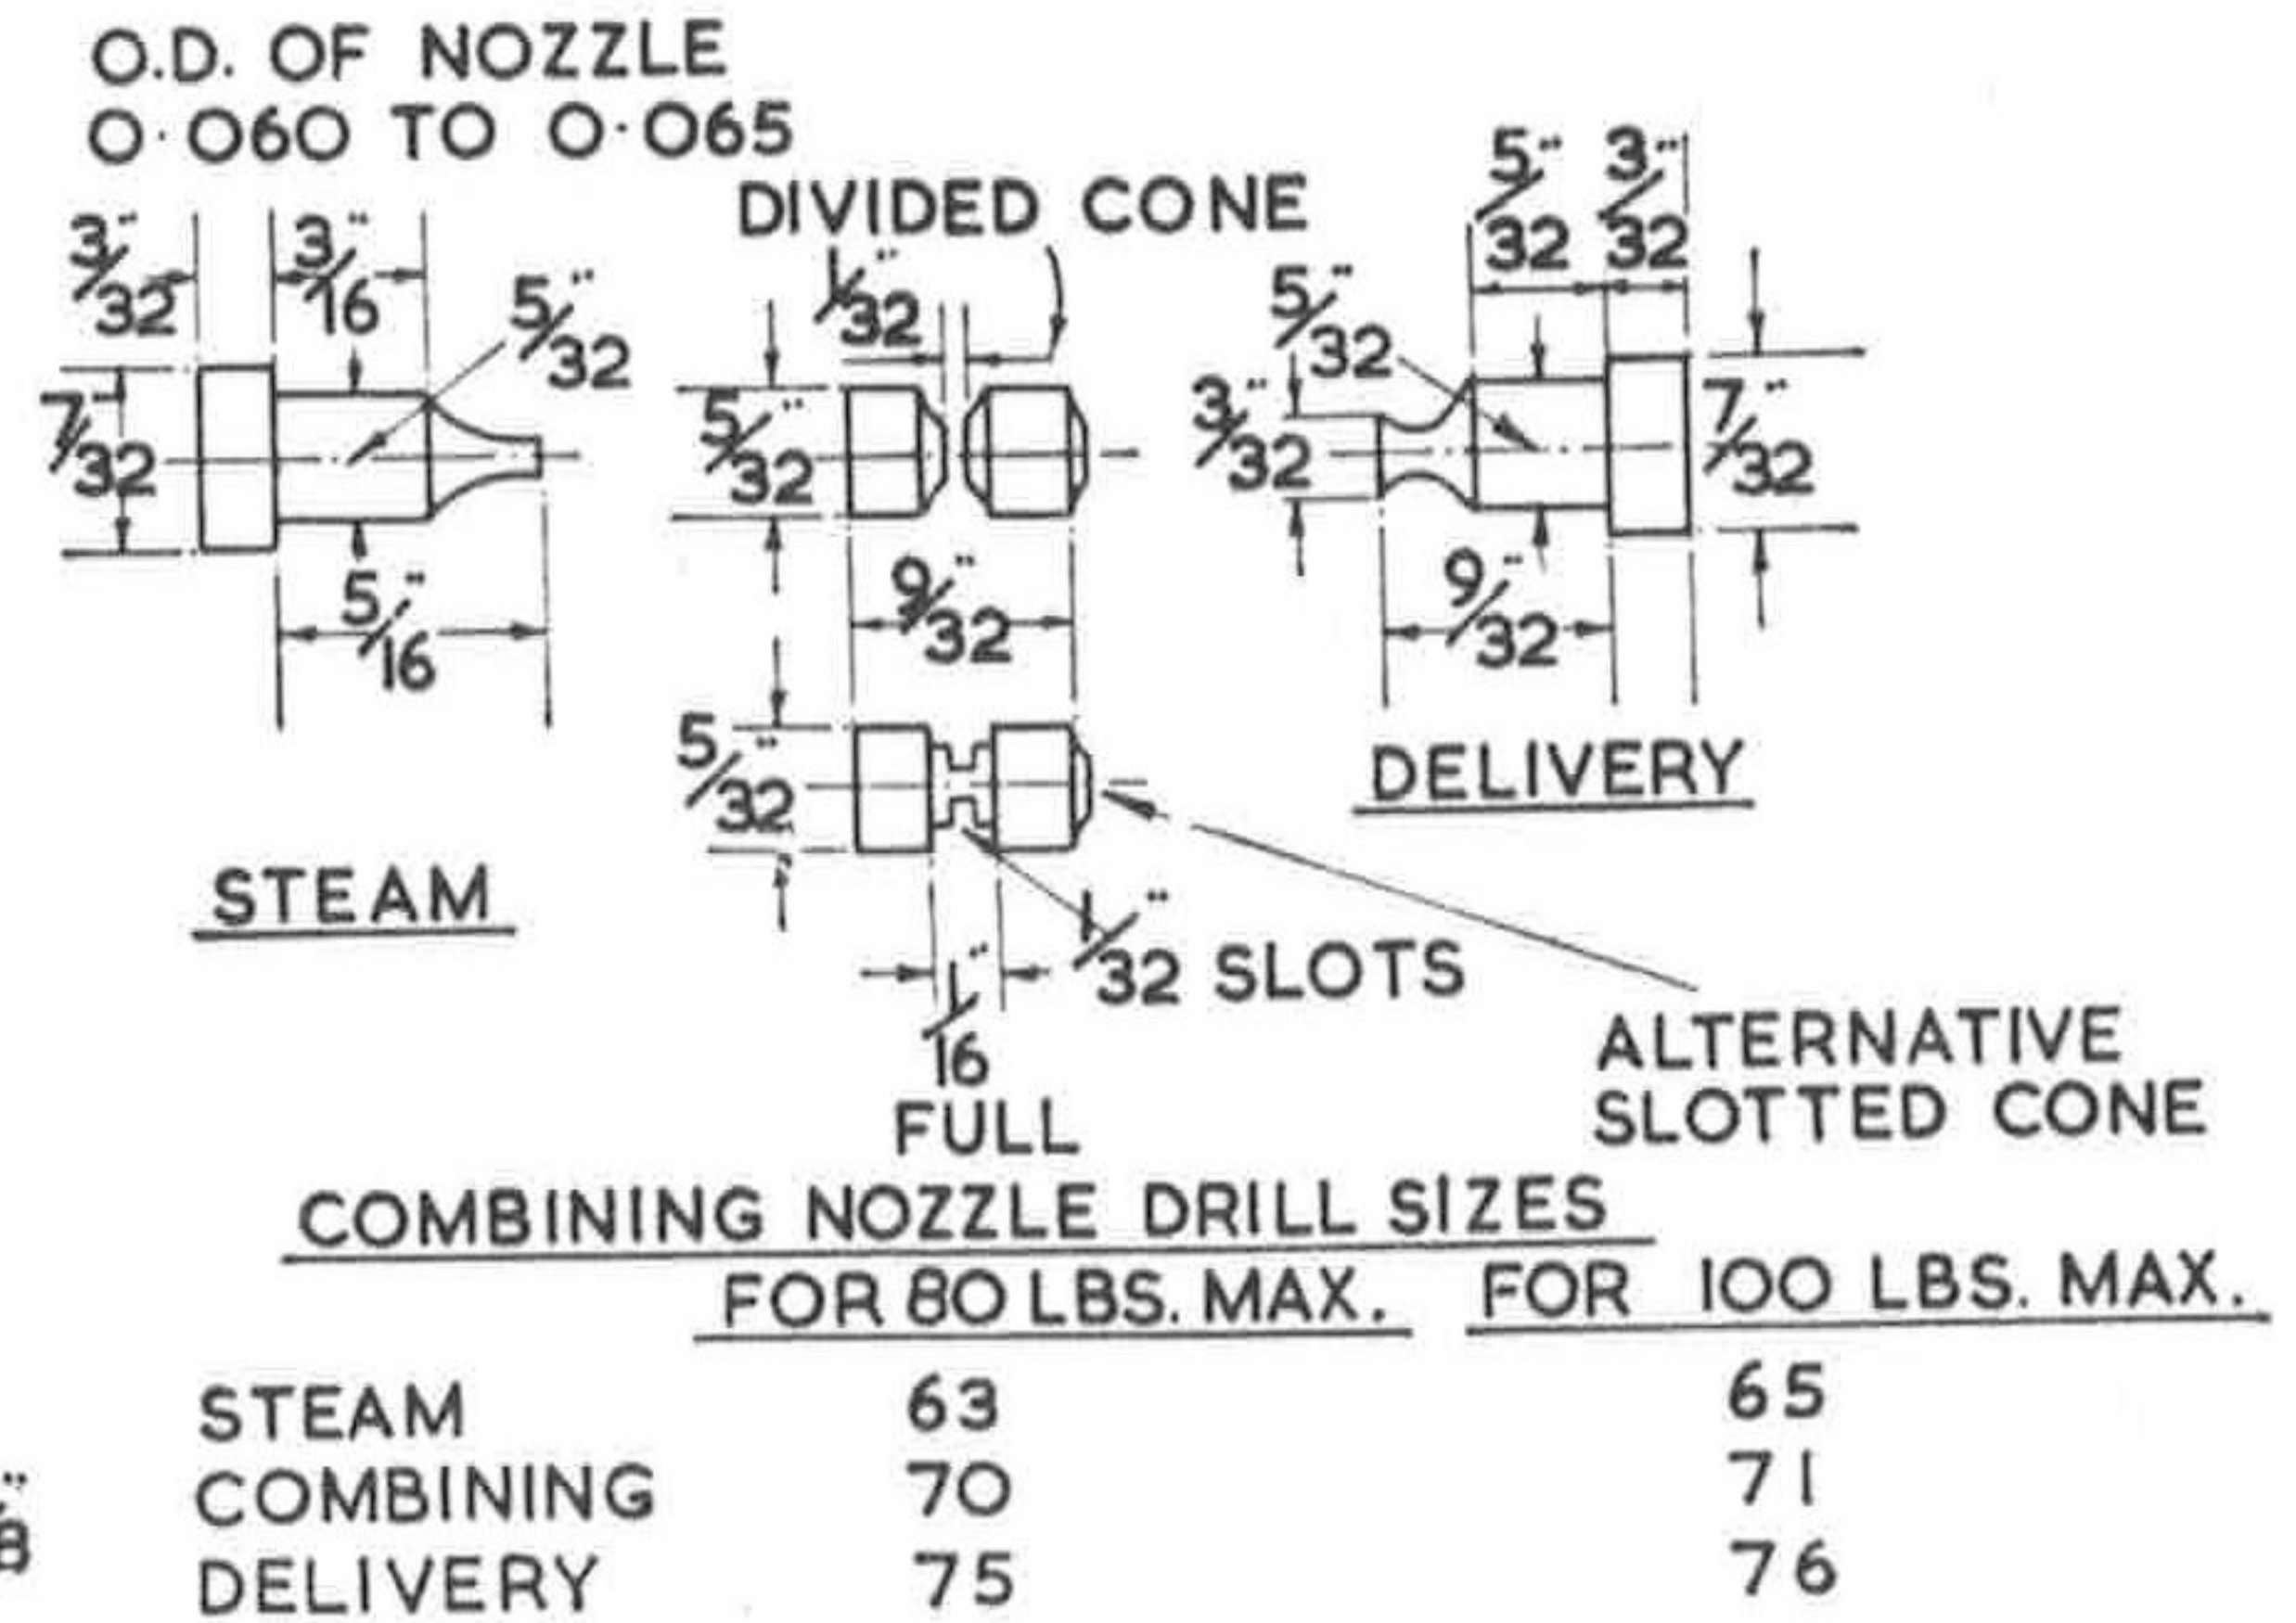 O.D. OF NOZZLE
0.060 TO 0.065
3/32"
3/16"
5/32"
7/32"
5/16"
STEAM
DIVIDED CONE
1/32"
5/32"
9/32"
5/32"
1/32" SLOTS
1/16"
FULL
5/32"
3/32"
5/32"
3/32"
7/32"
9/32"
DELIVERY
ALTERNATIVE
SLOTTED CONE
COMBINING NOZZLE DRILL SIZES
FOR 80 LBS. MAX. FOR 100 LBS. MAX.
STEAM 63 65
COMBINING 70 71
DELIVERY 75 76